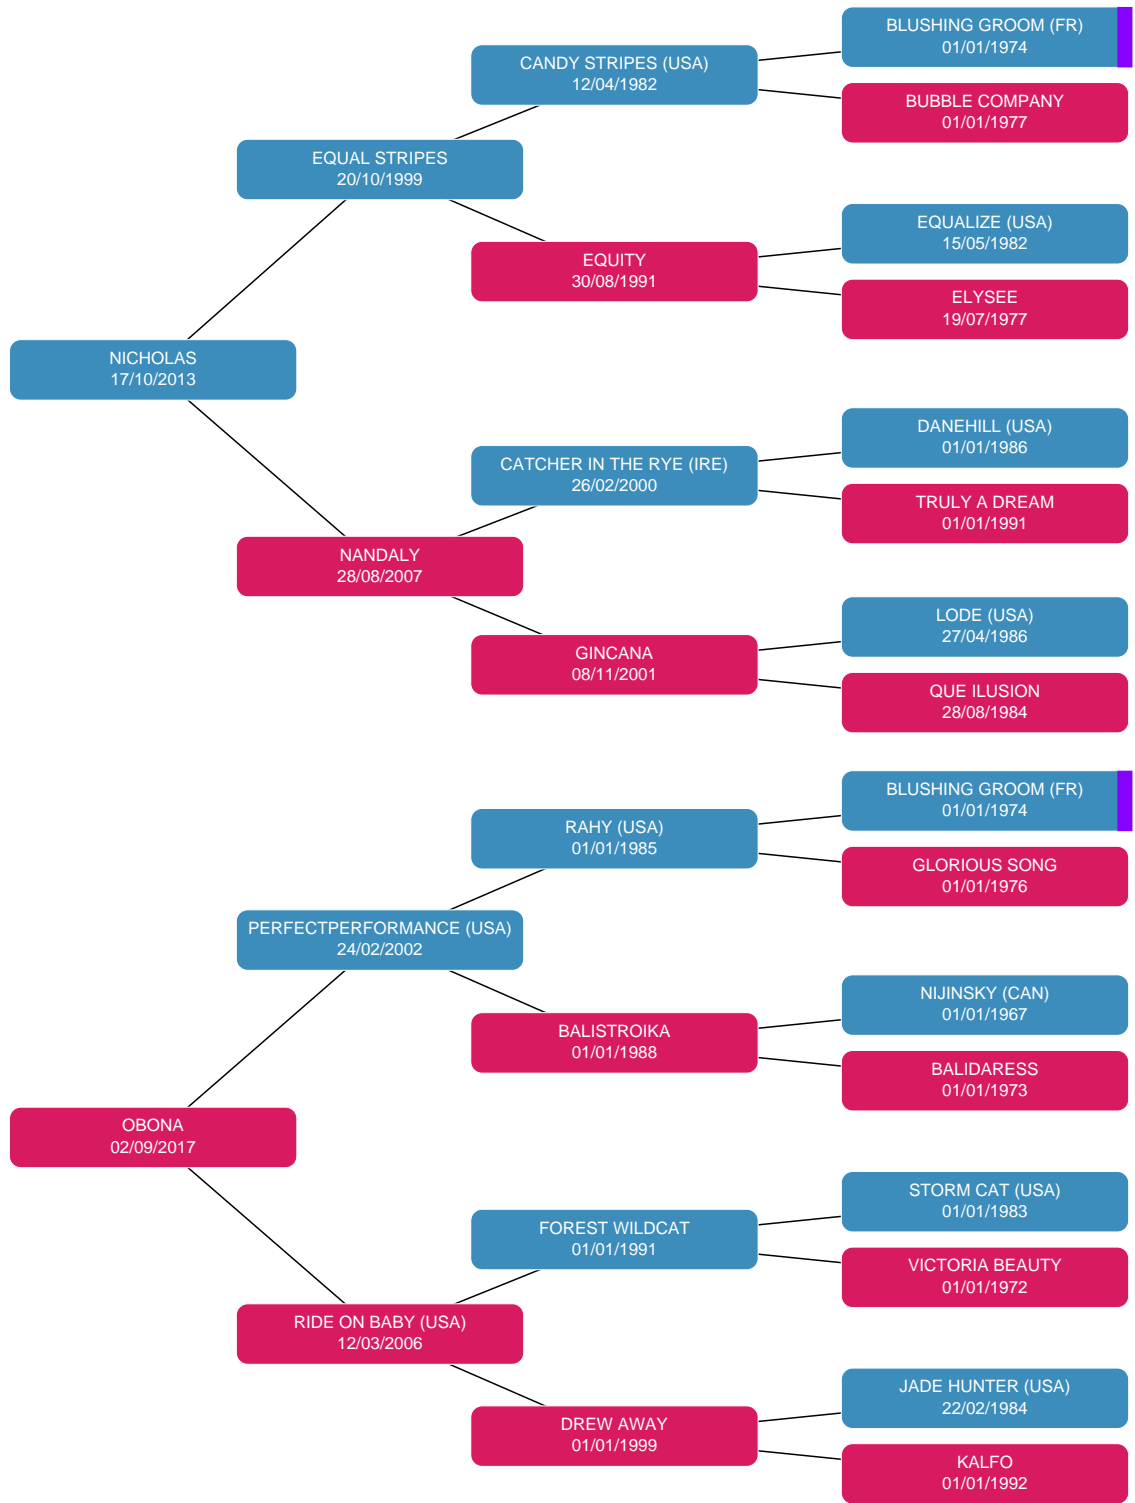 BLUSHING GROOM (FR)
01/01/1974
CANDY STRIPES (USA)
12/04/1982
BUBBLE COMPANY
01/01/1977
EQUAL STRIPES
20/10/1999
EQUALIZE (USA)
15/05/1982
EQUITY
30/08/1991
ELYSEE
19/07/1977
NICHOLAS
17/10/2013
DANEHILL (USA)
01/01/1986
CATCHER IN THE RYE (IRE)
26/02/2000
TRULY A DREAM
01/01/1991
NANDALY
28/08/2007
LODE (USA)
27/04/1986
GINCANA
08/11/2001
QUE ILUSION
28/08/1984
BLUSHING GROOM (FR)
01/01/1974
RAHY (USA)
01/01/1985
GLORIOUS SONG
01/01/1976
PERFECTPERFORMANCE (USA)
24/02/2002
NIJINSKY (CAN)
01/01/1967
BALISTROIKA
01/01/1988
BALIDARESS
01/01/1973
OBONA
02/09/2017
STORM CAT (USA)
01/01/1983
FOREST WILDCAT
01/01/1991
VICTORIA BEAUTY
01/01/1972
RIDE ON BABY (USA)
12/03/2006
JADE HUNTER (USA)
22/02/1984
DREW AWAY
01/01/1999
KALFO
01/01/1992